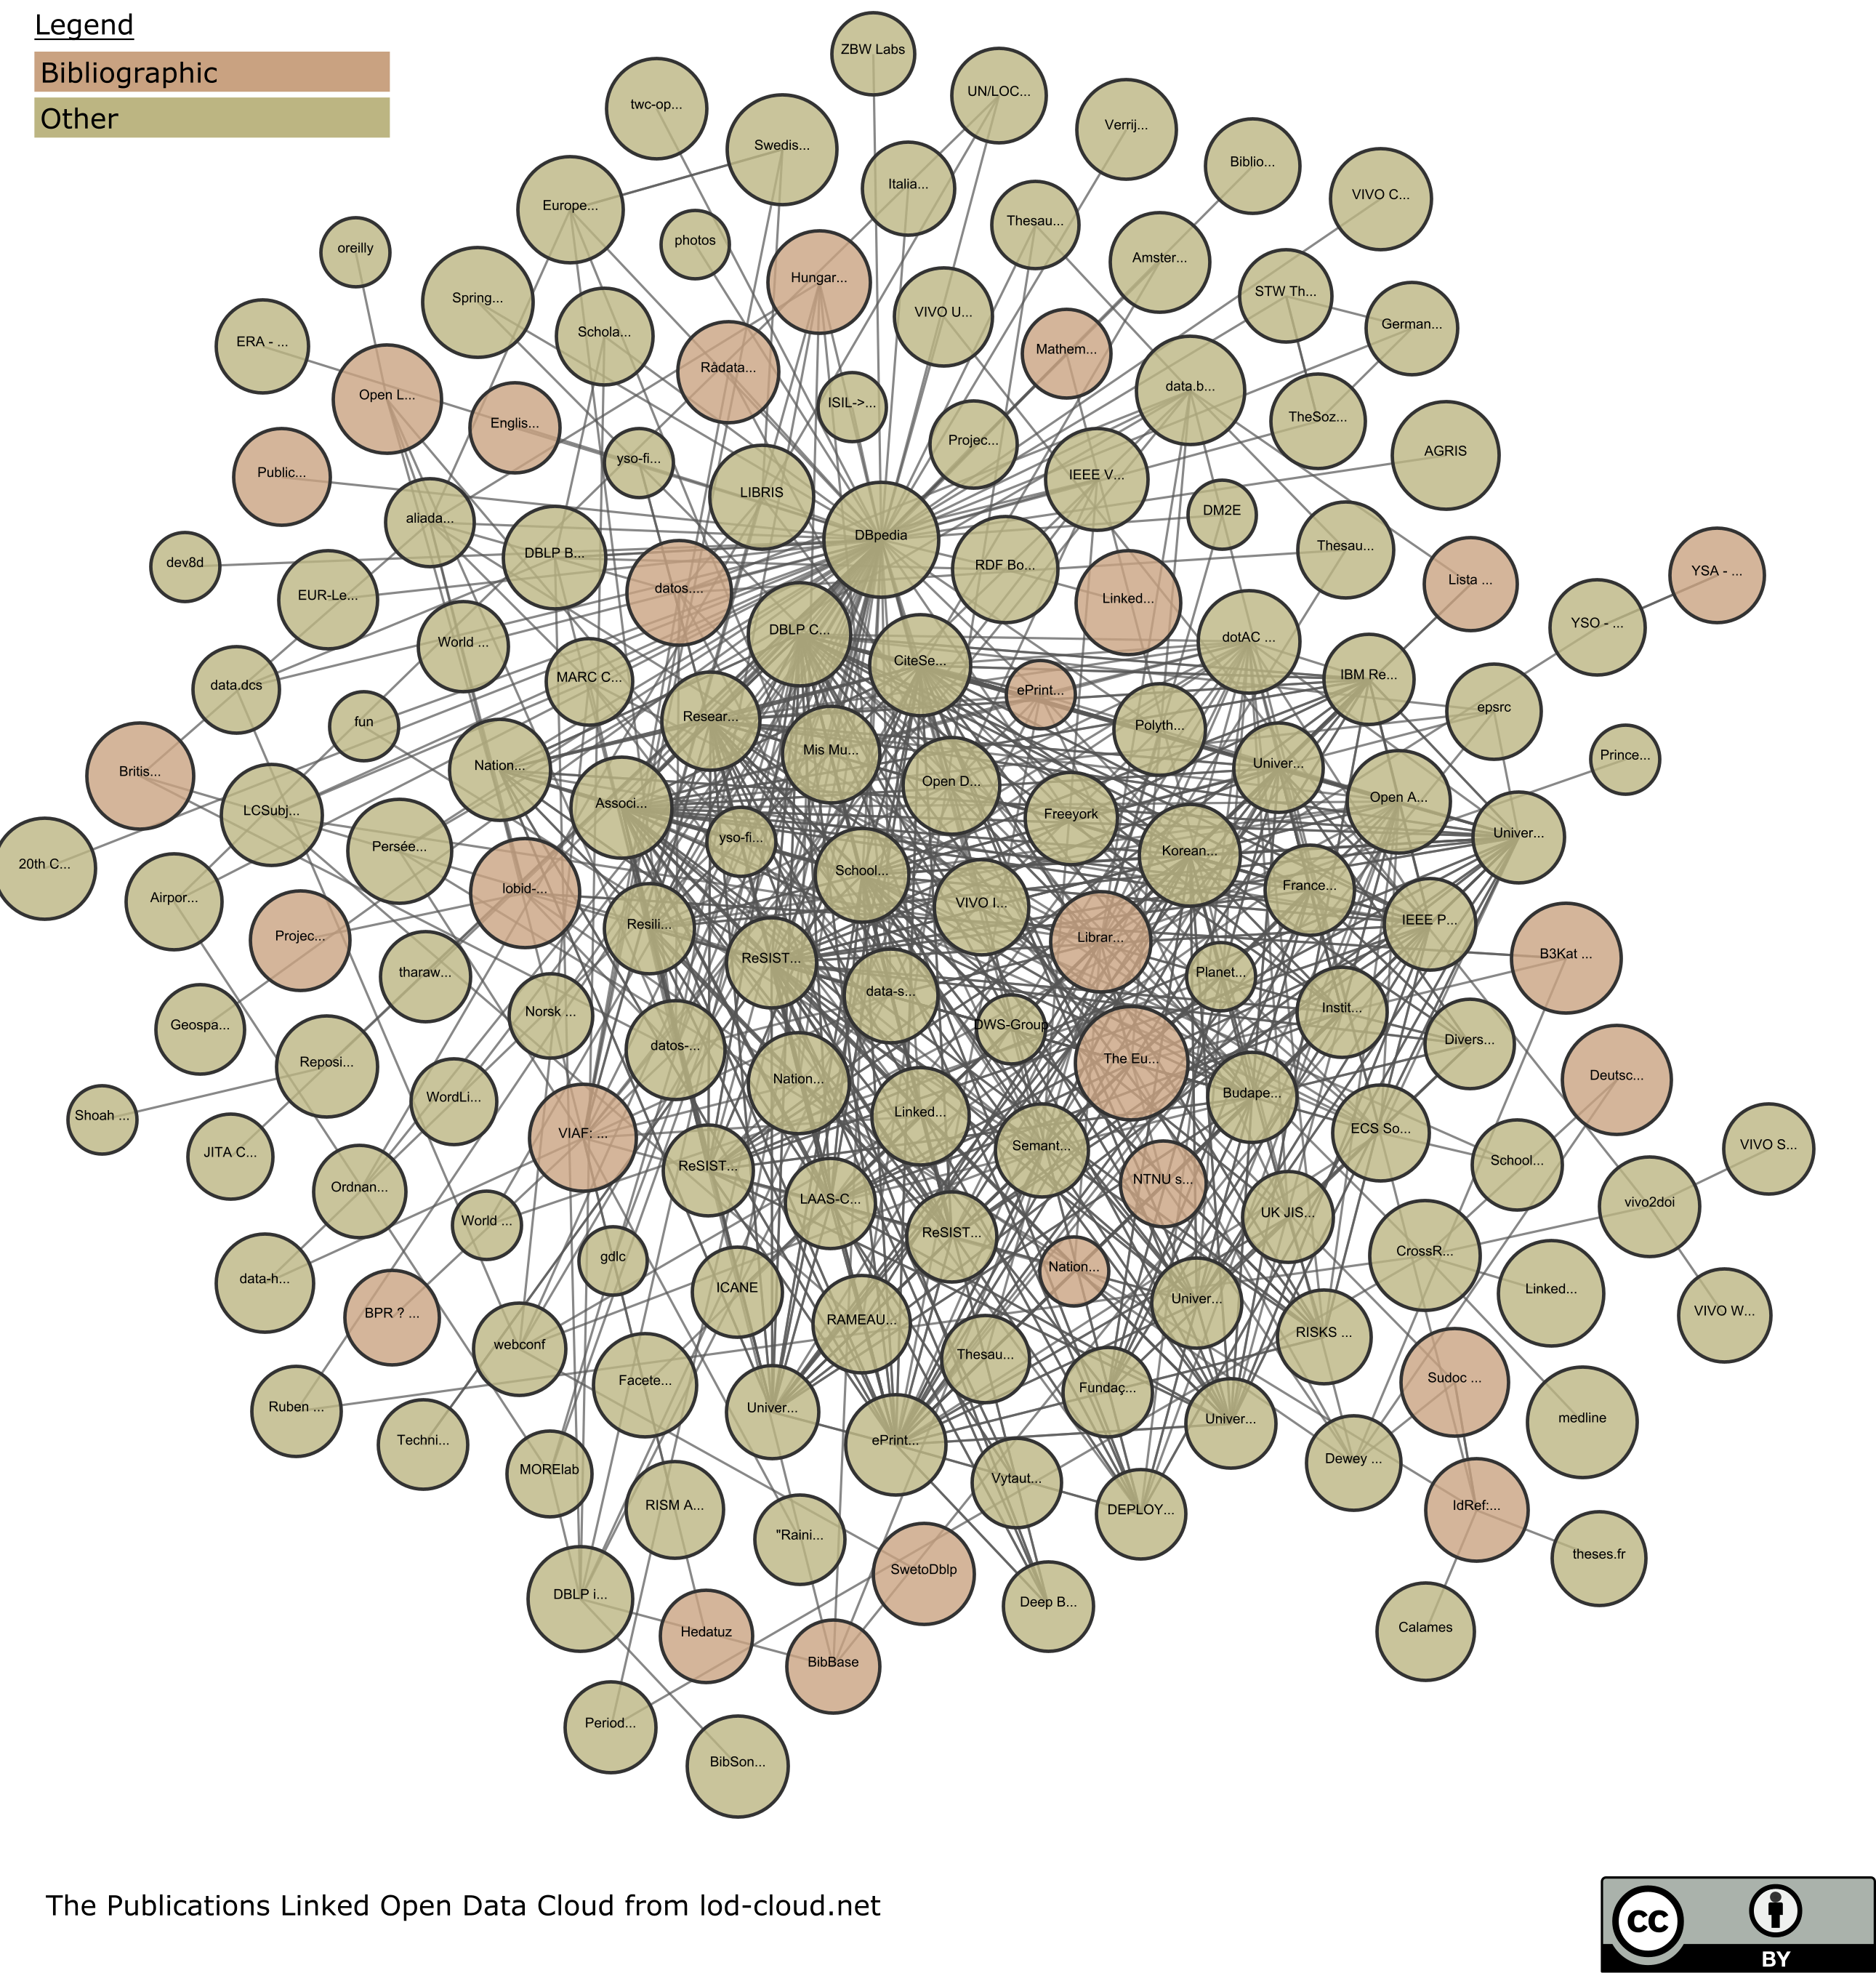 Legend
Bibliographic
Other
ZBW Labs
twc-op...
UN/LOC...
Verrij...
Swedis...
Biblio...
Italia...
VIVO C...
Europe...
Thesau...
photos
oreilly
Amster...
Hungar...
STW Th...
Spring...
VIVO U...
German...
Schola...
ERA - ...
Mathem...
Rådata...
data.b...
Open L...
ISIL->...
TheSoz...
Englis...
Projec...
AGRIS
yso-fi...
Public...
IEEE V...
LIBRIS
DM2E
aliada...
DBpedia
Thesau...
DBLP B...
dev8d
RDF Bo...
YSA - ...
Lista ...
datos....
EUR-Le...
Linked...
YSO - ...
DBLP C...
dotAC ...
World ...
CiteSe...
IBM Re...
MARC C...
data.dcs
ePrint...
epsrc
Resear...
fun
Polyth...
Mis Mu...
Prince...
Nation...
Univer...
Britis...
Open D...
Open A...
Associ...
LCSubj...
Freeyork
Univer...
yso-fi...
Persée...
Korean...
20th C...
School...
France...
lobid-...
Airpor...
VIVO I...
IEEE P...
Resili...
Projec...
Librar...
B3Kat ...
ReSIST...
tharaw...
Planet...
data-s...
Norsk ...
Instit...
Geospa...
DWS-Group
Divers...
datos-...
The Eu...
Reposi...
Deutsc...
Nation...
Budape...
WordLi...
Linked...
Shoah ...
ECS So...
VIAF: ...
Semant...
VIVO S...
JITA C...
School...
ReSIST...
NTNU s...
Ordnan...
LAAS-C...
vivo2doi
UK JIS...
World ...
ReSIST...
CrossR...
gdlc
Nation...
data-h...
ICANE
Linked...
Univer...
BPR ? ...
VIVO W...
RAMEAU...
RISKS ...
webconf
Thesau...
Facete...
Sudoc ...
Fundaç...
Ruben ...
Univer...
medline
Univer...
Techni...
ePrint...
Dewey ...
MORElab
Vytaut...
RISM A...
IdRef:...
DEPLOY...
"Raini...
theses.fr
SwetoDblp
DBLP i...
Deep B...
Calames
Hedatuz
BibBase
Period...
BibSon...
The Publications Linked Open Data Cloud from lod-cloud.net
cc
BY